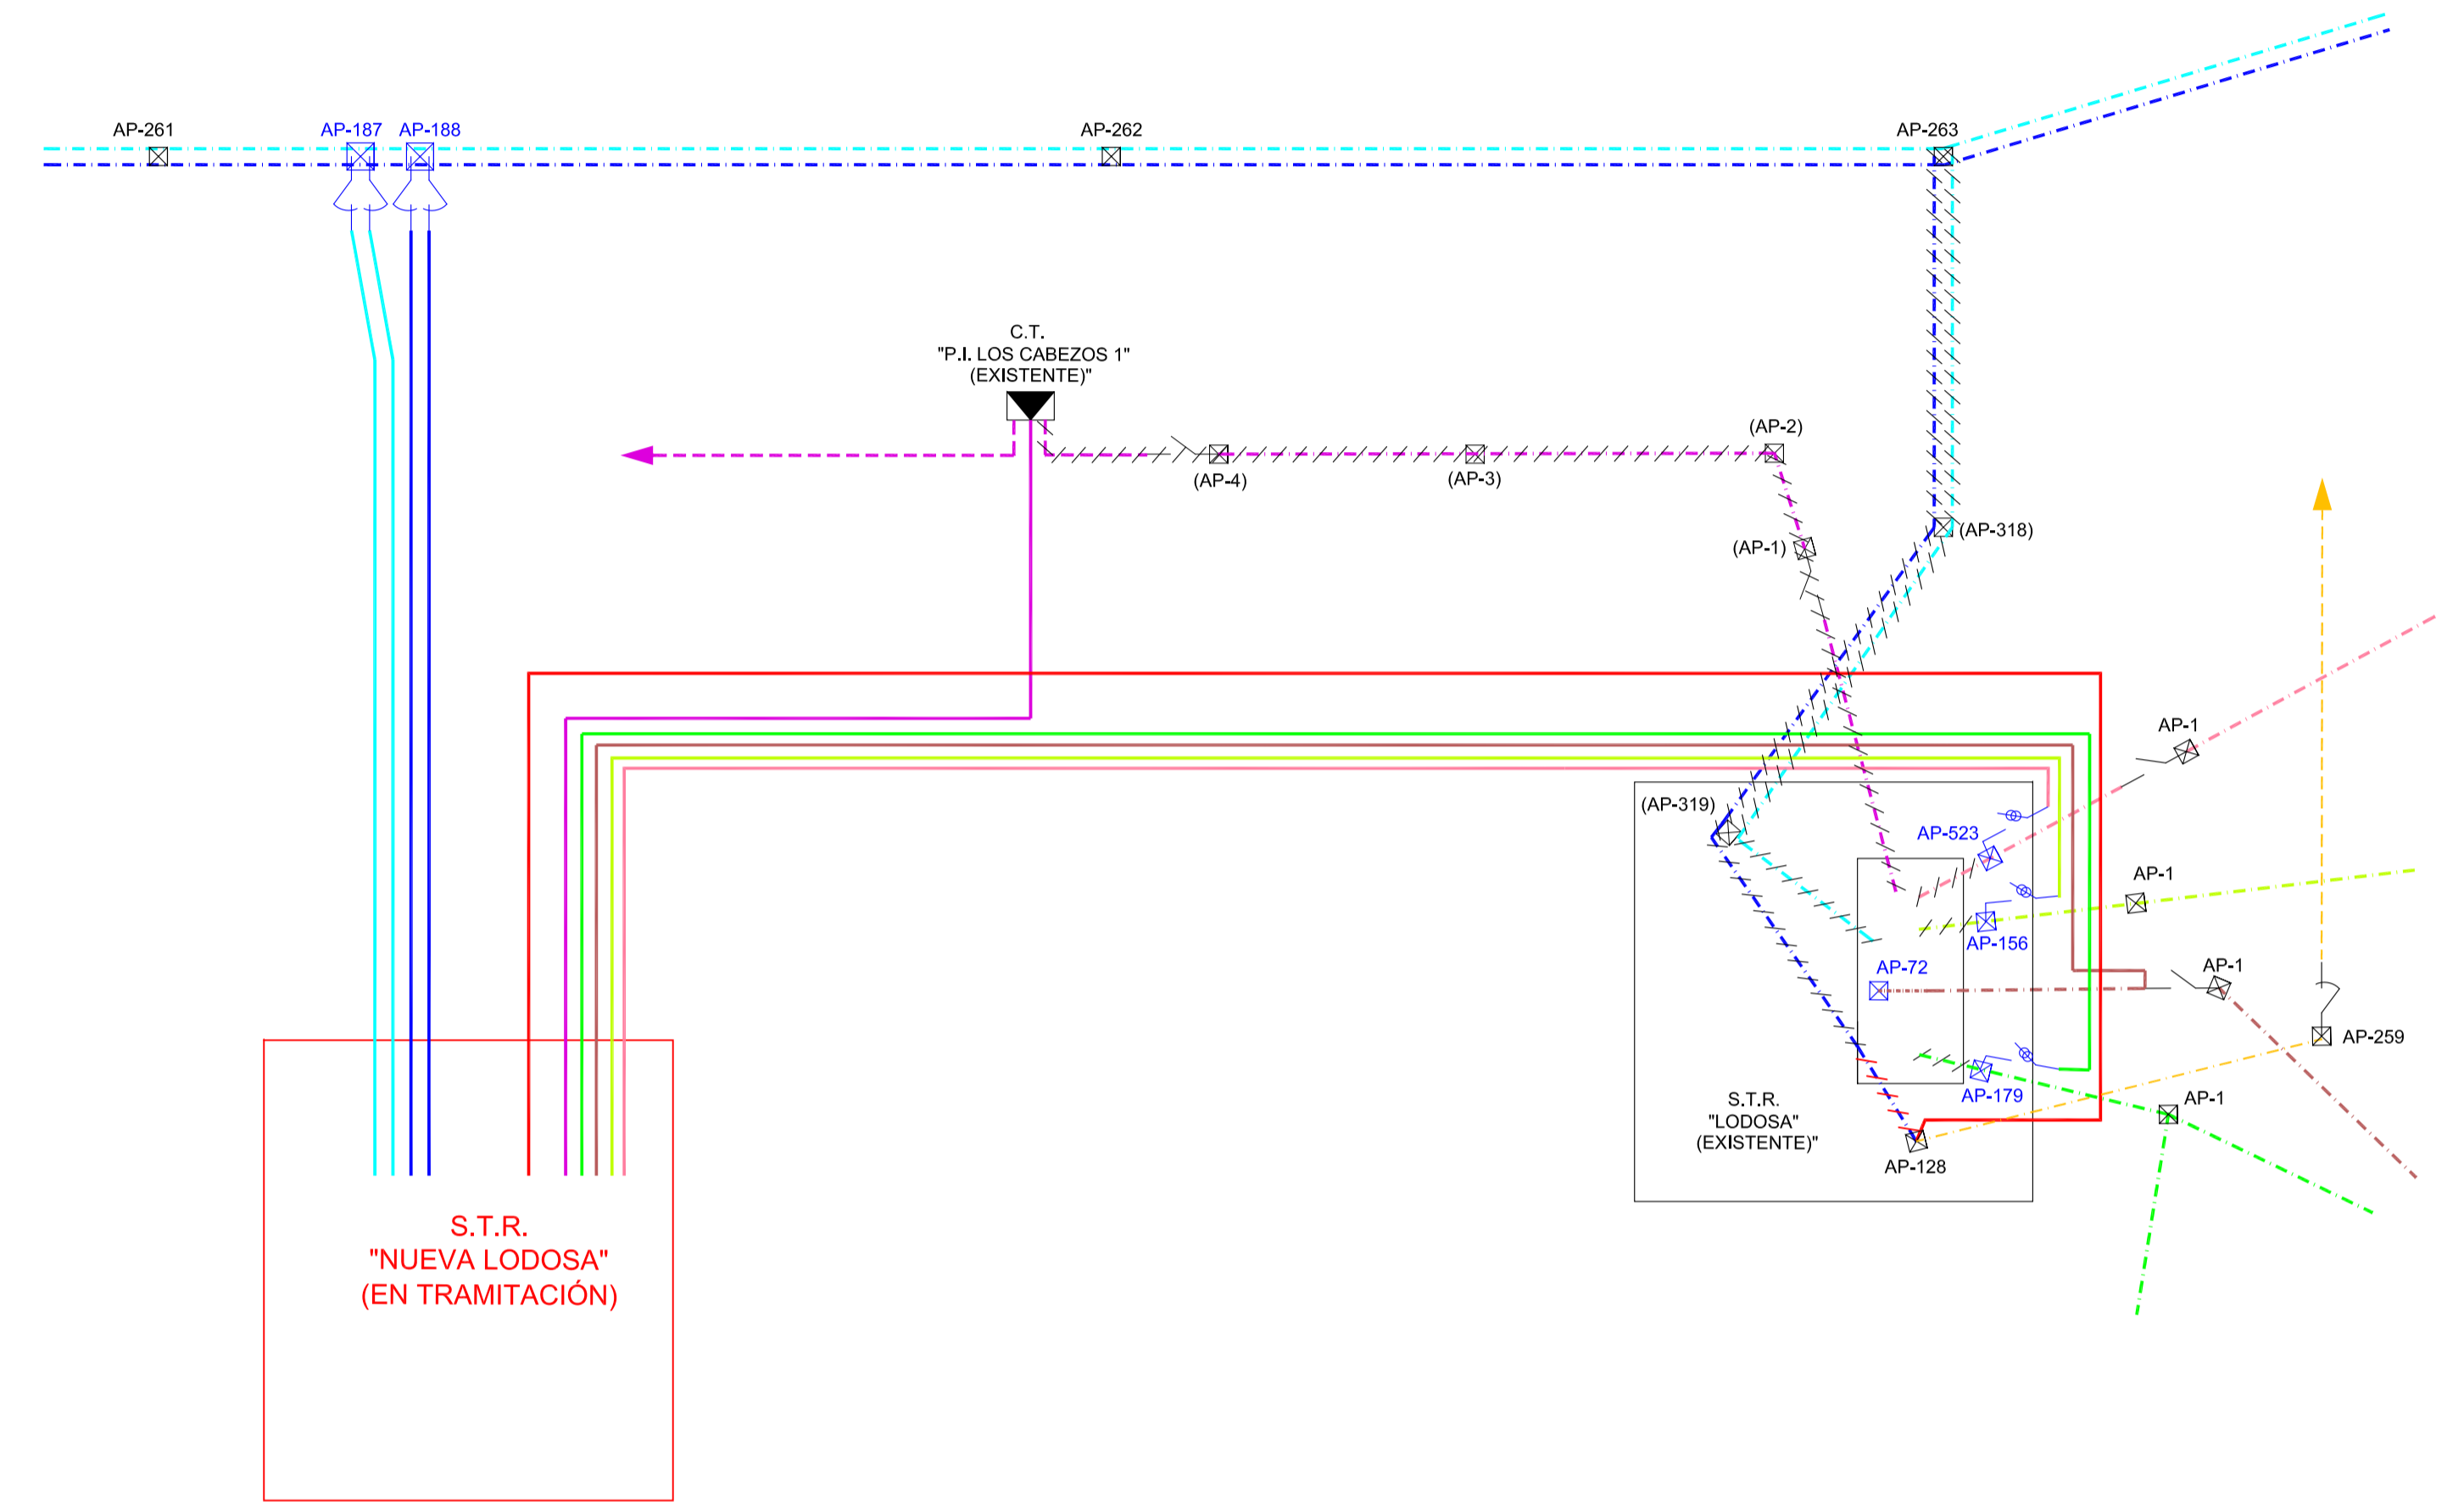 AP-261
AP-187
AP-188
AP-262
AP-263
C.T.
"P.I. LOS CABEZOS 1"
(EXISTENTE)"
(AP-4)
(AP-3)
(AP-2)
(AP-1)
(AP-318)
AP-1
(AP-319)
AP-523
AP-1
AP-156
AP-72
AP-1
AP-259
AP-179
AP-1
S.T.R.
"LODOSA"
(EXISTENTE)"
AP-128
S.T.R.
"NUEVA LODOSA"
(EN TRAMITACIÓN)